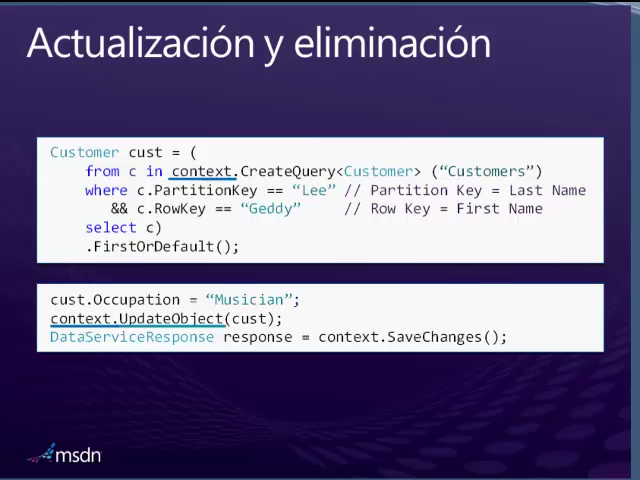 Actualización y eliminación
Customer cust = (
from c in context.CreateQuery<Customer> (“Customers”)
where c.PartitionKey == “Lee” // Partition Key = Last Name
&& c.RowKey == “Geddy” // Row Key = First Name
select c)
.FirstOrDefault();
cust.Occupation = “Musician”;
context.UpdateObject(cust);
DataServiceResponse response = context.SaveChanges();
msdn